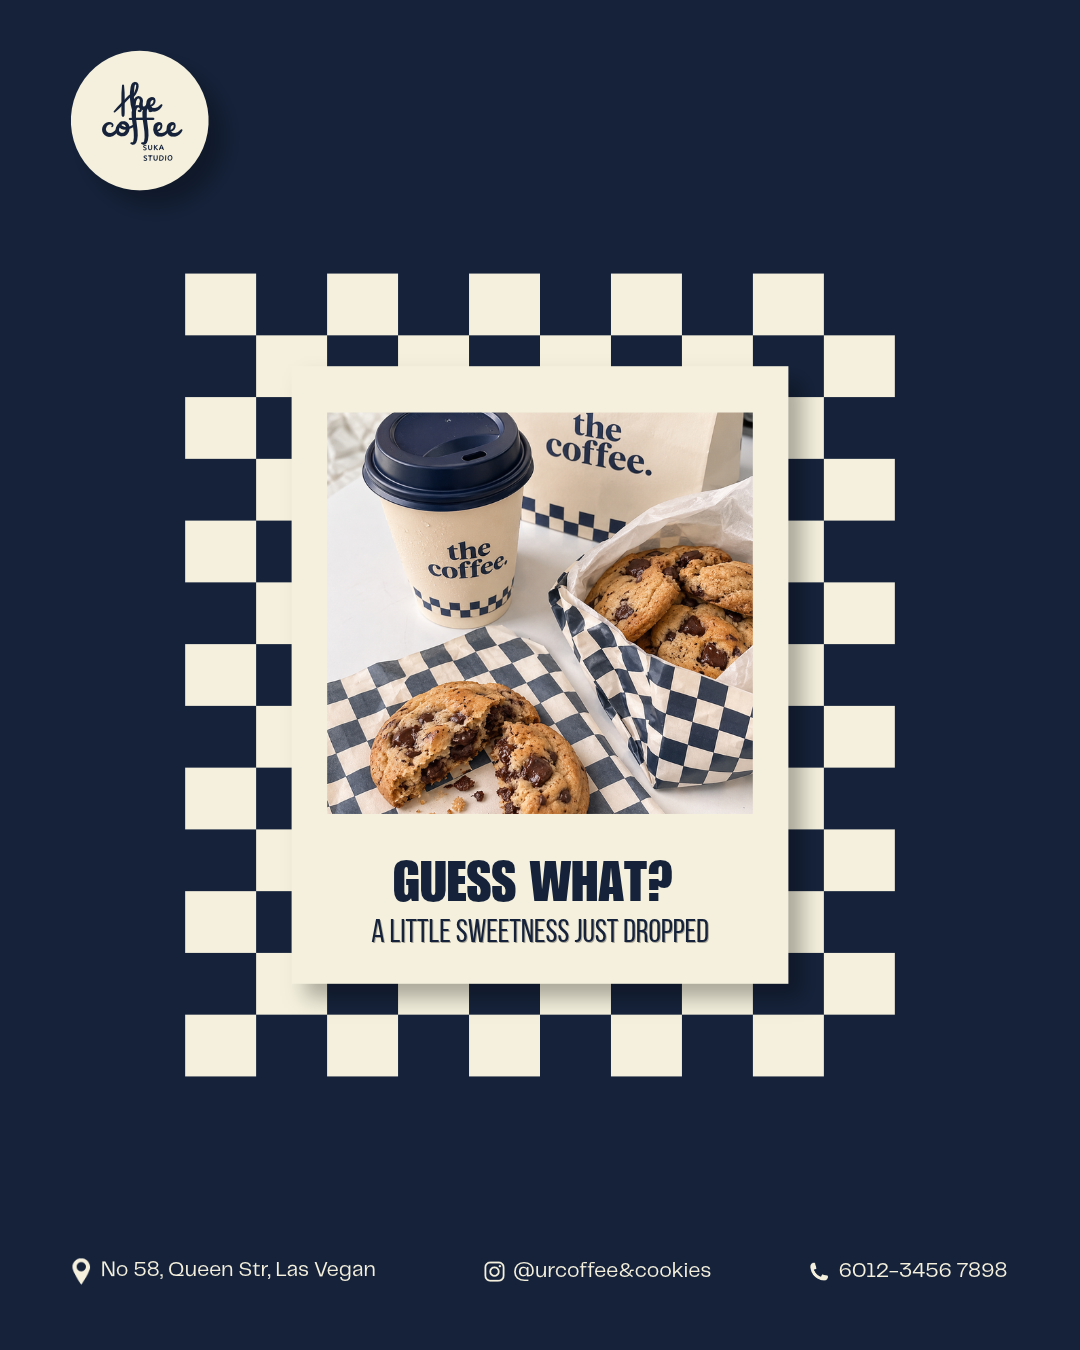 the
coffee
SUKA
STUDIO
the
coffee.
the
coffee.
GUESS WHAT?
A LITTLE SWEETNESS JUST DROPPED
No 58, Queen Str, Las Vegan
@urcoffee&cookies
6012-3456 7898